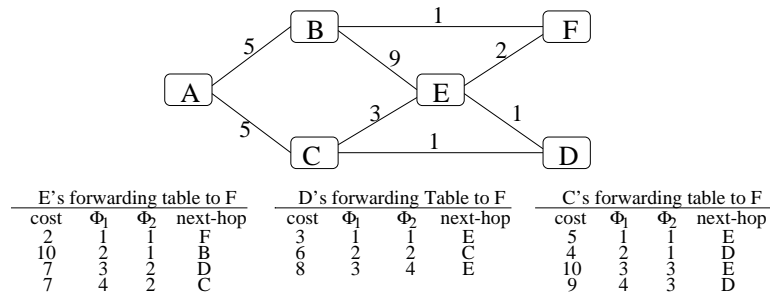 1
B
F
5
9
2
A
E
5
3
1
1
C
D
E's forwarding table to F
cost Φ1 Φ2 next-hop
2 1 1 F
10 2 1 B
7 3 2 D
7 4 2 C
D's forwarding Table to F
cost Φ1 Φ2 next-hop
3 1 1 E
6 2 2 C
8 3 4 E
C's forwarding table to F
cost Φ1 Φ2 next-hop
5 1 1 E
4 2 1 D
10 3 3 E
9 4 3 D